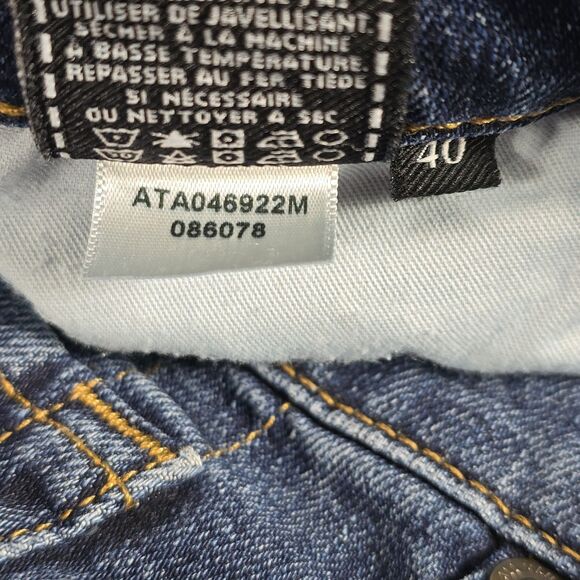 UTILISER DE JAVELLISANT.
SÉCHER À LA MACHINE
À BASSE TEMPÉRATURE.
REPASSER AU FER TIÈDE
SI NÉCESSAIRE
OU NETTOYER À SEC.
40
ATA046922M
086078